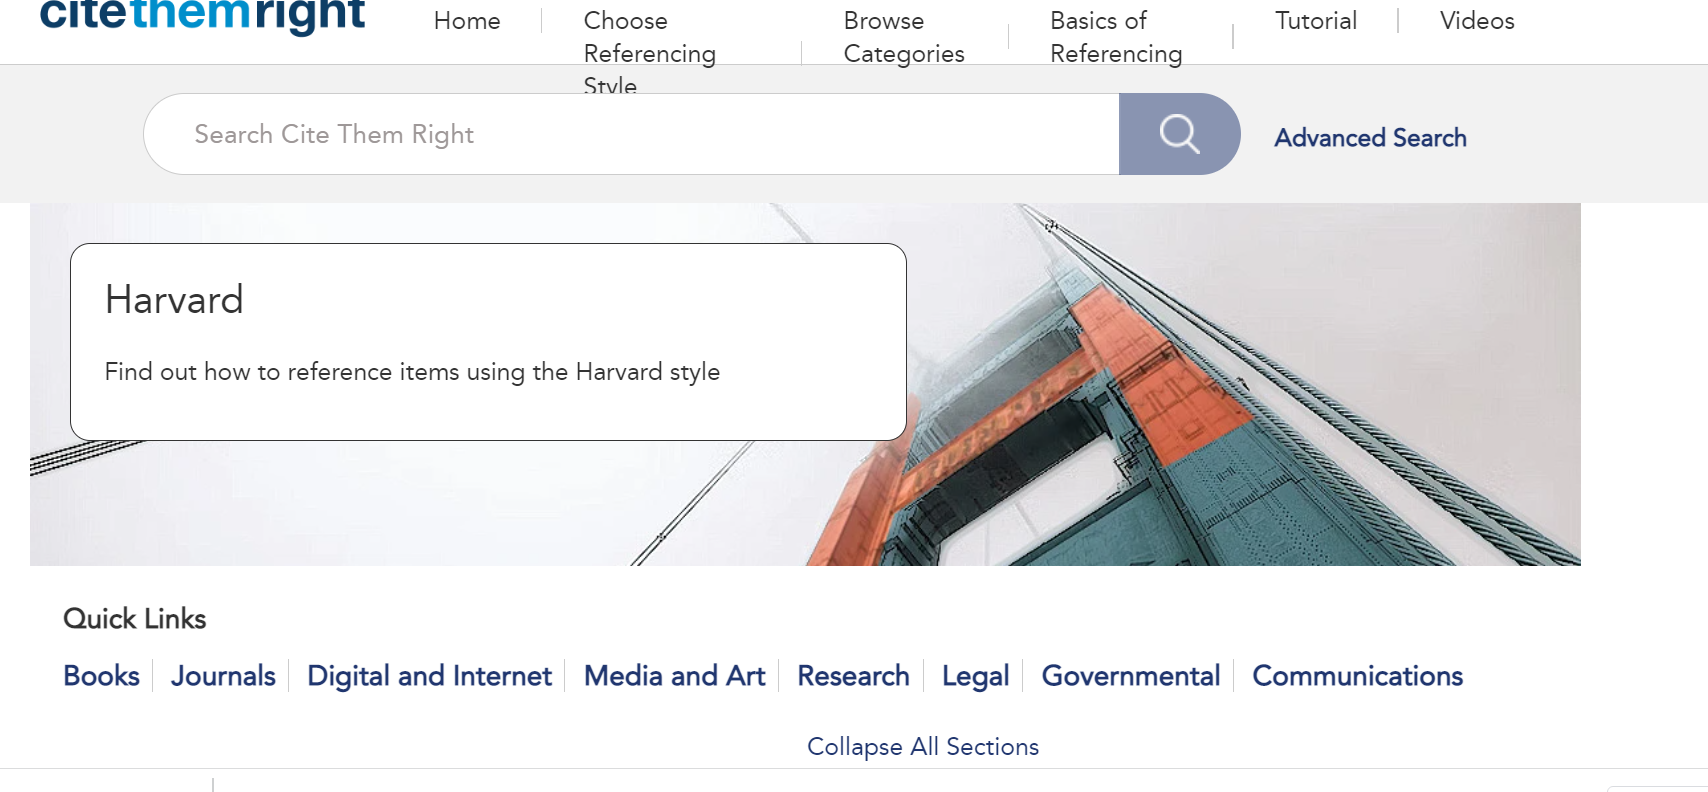 citethemright
Home
Choose
Referencing
Style
Browse
Categories
Basics of
Referencing
Tutorial
Videos
Search Cite Them Right
Advanced Search
Harvard
Find out how to reference items using the Harvard style
Quick Links
Books Journals Digital and Internet Media and Art Research Legal Governmental Communications
Collapse All Sections